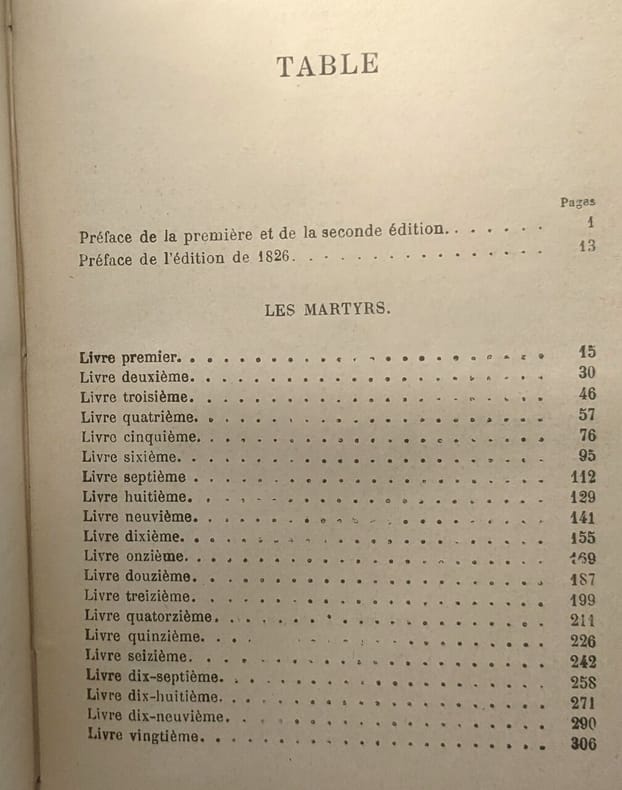 TABLE
Pages
Préface de la première et de la seconde édition. . . . . . . 1
Préface de l'édition de 1826. . . . . . . . . . . . . . . . 13
LES MARTYRS.
Livre premier. . . . . . . . . . . . . . . . . . . . 15
Livre deuxième. . . . . . . . . . . . . . . . . . . . 30
Livre troisième. . . . . . . . . . . . . . . . . . . . 46
Livre quatrième. . . . . . . . . . . . . . . . . . . . 57
Livre cinquième. . . . . . . . . . . . . . . . . . . . 76
Livre sixième. . . . . . . . . . . . . . . . . . . . 95
Livre septième . . . . . . . . . . . . . . . . . . . . 112
Livre huitième. . . . . . . . . . . . . . . . . . . . 129
Livre neuvième. . . . . . . . . . . . . . . . . . . . 141
Livre dixième. . . . . . . . . . . . . . . . . . . . 155
Livre onzième. . . . . . . . . . . . . . . . . . . . 169
Livre douzième. . . . . . . . . . . . . . . . . . . . 187
Livre treizième. . . . . . . . . . . . . . . . . . . . 199
Livre quatorzième. . . . . . . . . . . . . . . . . . . 211
Livre quinzième. . . . . . . . . . . . . . . . . . . 226
Livre seizième. . . . . . . . . . . . . . . . . . . . 242
Livre dix-septième. . . . . . . . . . . . . . . . . . . 258
Livre dix-huitième. . . . . . . . . . . . . . . . . . . 271
Livre dix-neuvième. . . . . . . . . . . . . . . . . . . 290
Livre vingtième. . . . . . . . . . . . . . . . . . . . 306